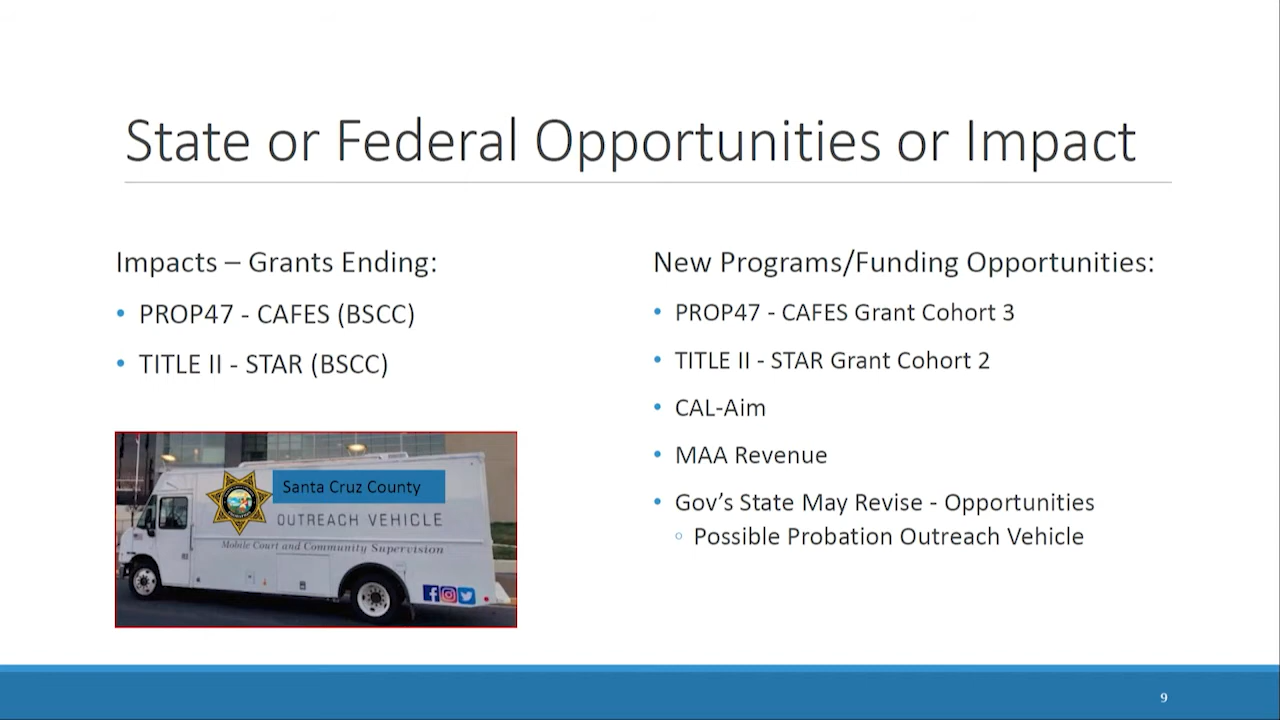 State or Federal Opportunities or Impact
Impacts – Grants Ending:
• PROP47 - CAFES (BSCC)
• TITLE II - STAR (BSCC)
Santa Cruz County
OUTREACH VEHICLE
Mobile Court and Community Supervision
New Programs/Funding Opportunities:
• PROP47 - CAFES Grant Cohort 3
• TITLE II - STAR Grant Cohort 2
• CAL-Aim
• MAA Revenue
• Gov's State May Revise - Opportunities
◦ Possible Probation Outreach Vehicle
9